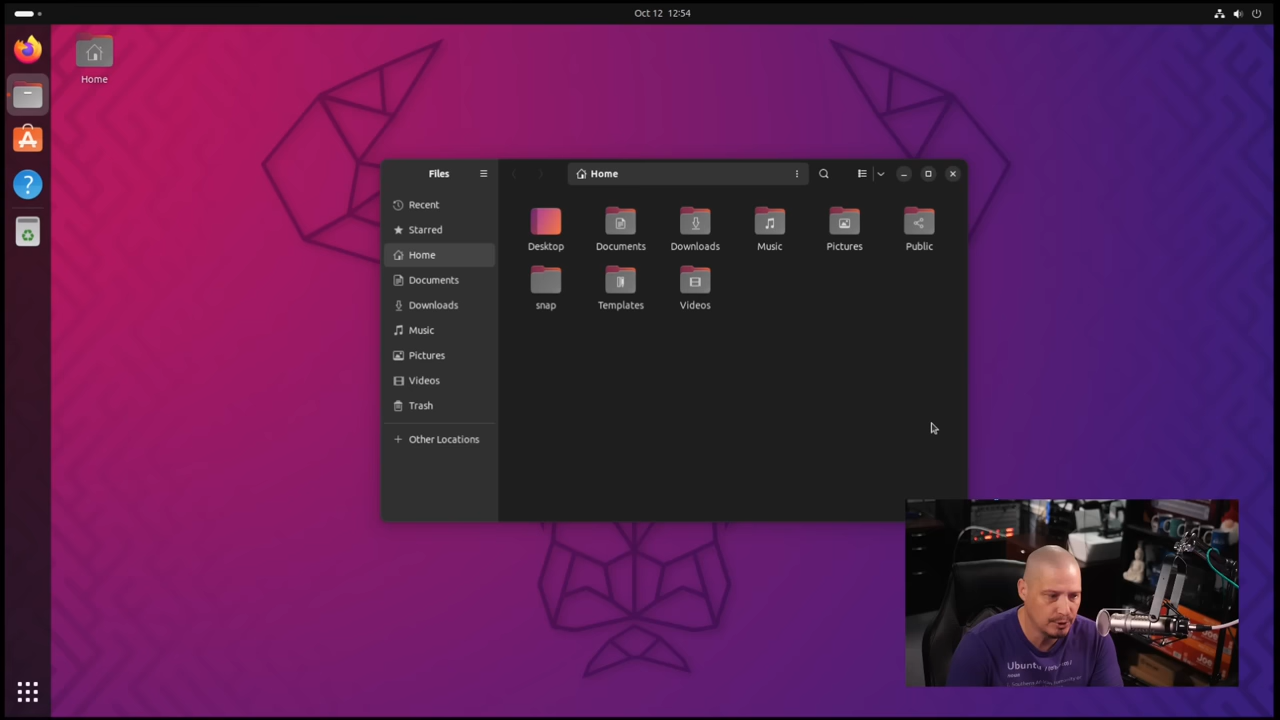 Oct 12 12:54
Home
Files
Home
Recent
Starred
Home
Documents
Downloads
Music
Pictures
Videos
Trash
Other Locations
Desktop
Documents
Downloads
Music
Pictures
Public
snap
Templates
Videos
Ubuntu